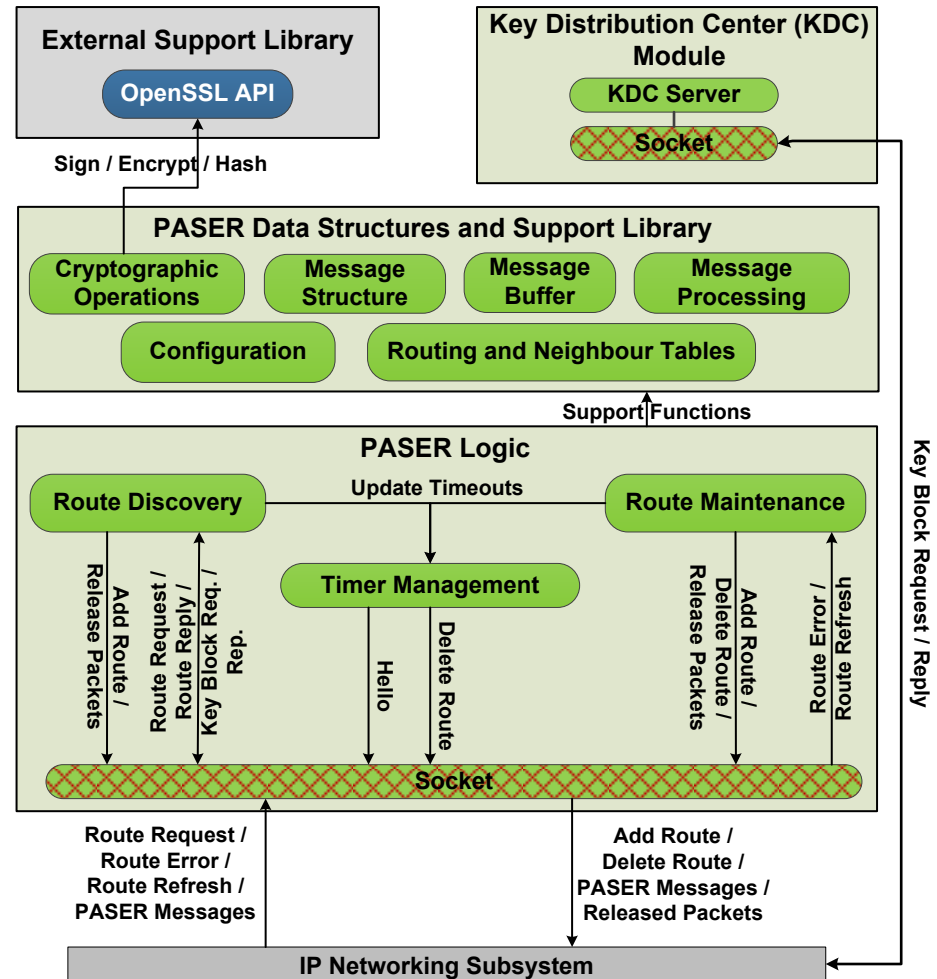 External Support Library
OpenSSL API
Key Distribution Center (KDC)
Module
KDC Server
Socket
Sign / Encrypt / Hash
PASER Data Structures and Support Library
Cryptographic
Operations
Message
Structure
Message
Buffer
Message
Processing
Configuration
Routing and Neighbour Tables
Support Functions
PASER Logic
Route Discovery
Update Timeouts
Route Maintenance
Timer Management
Add Route /
Release Packets
Route Request /
Route Reply /
Key Block Req. /
Rep.
Hello
Delete Route
Add Route /
Delete Route /
Release Packets
Route Error /
Route Refresh
Key Block Request / Reply
Socket
Route Request /
Route Error /
Route Refresh /
PASER Messages
Add Route /
Delete Route /
PASER Messages /
Released Packets
IP Networking Subsystem